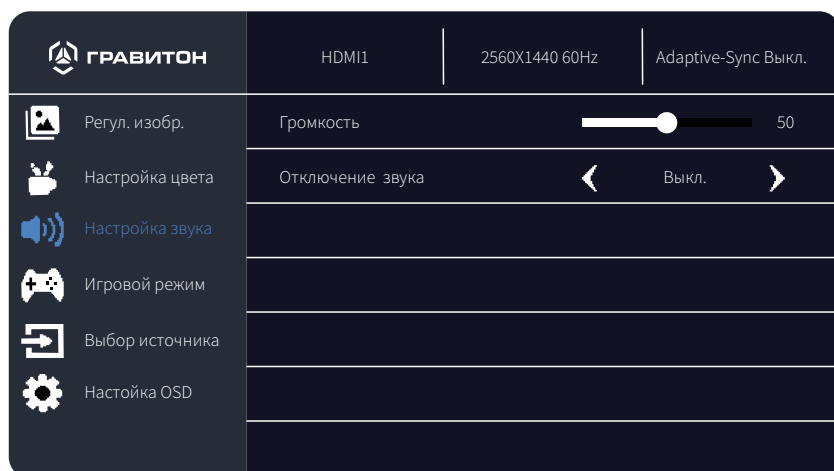 ГРАВИТОН
HDMI1
2560X1440 60Hz
Adaptive-Sync Выкл.
Регул. изобр.
Громкость
50
Настройка цвета
Отключение звука
Выкл.
Настройка звука
Игровой режим
Выбор источника
Настойка OSD